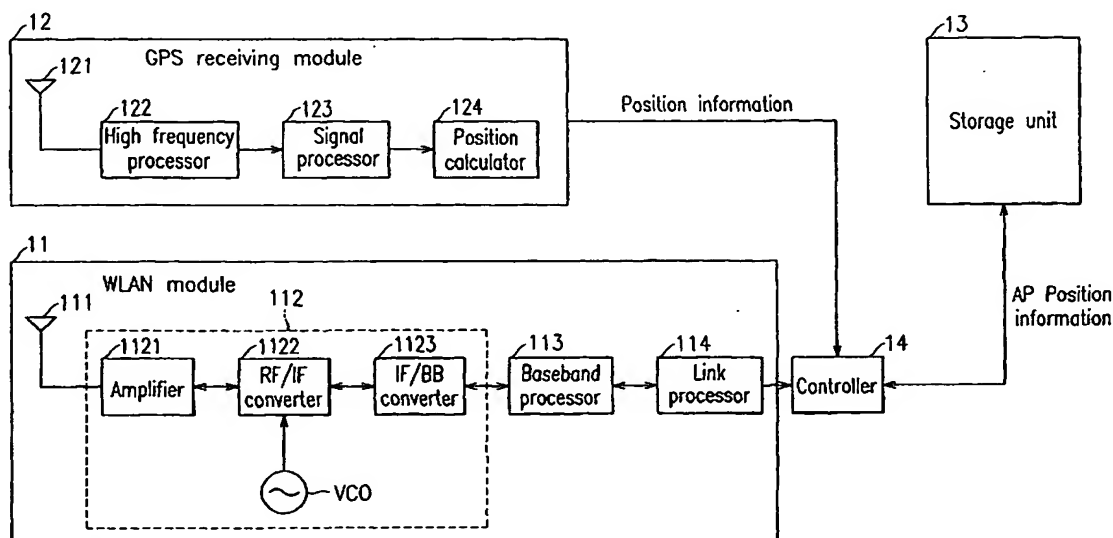 12
GPS receiving module
121
122
High frequency
processor
123
Signal
processor
124
Position
calculator
Position information
13
Storage unit
11
WLAN module
111
112
1121
Amplifier
1122
RF/IF
converter
1123
IF/BB
converter
113
Baseband
processor
114
Link
processor
14
Controller
AP Position
information
VCO